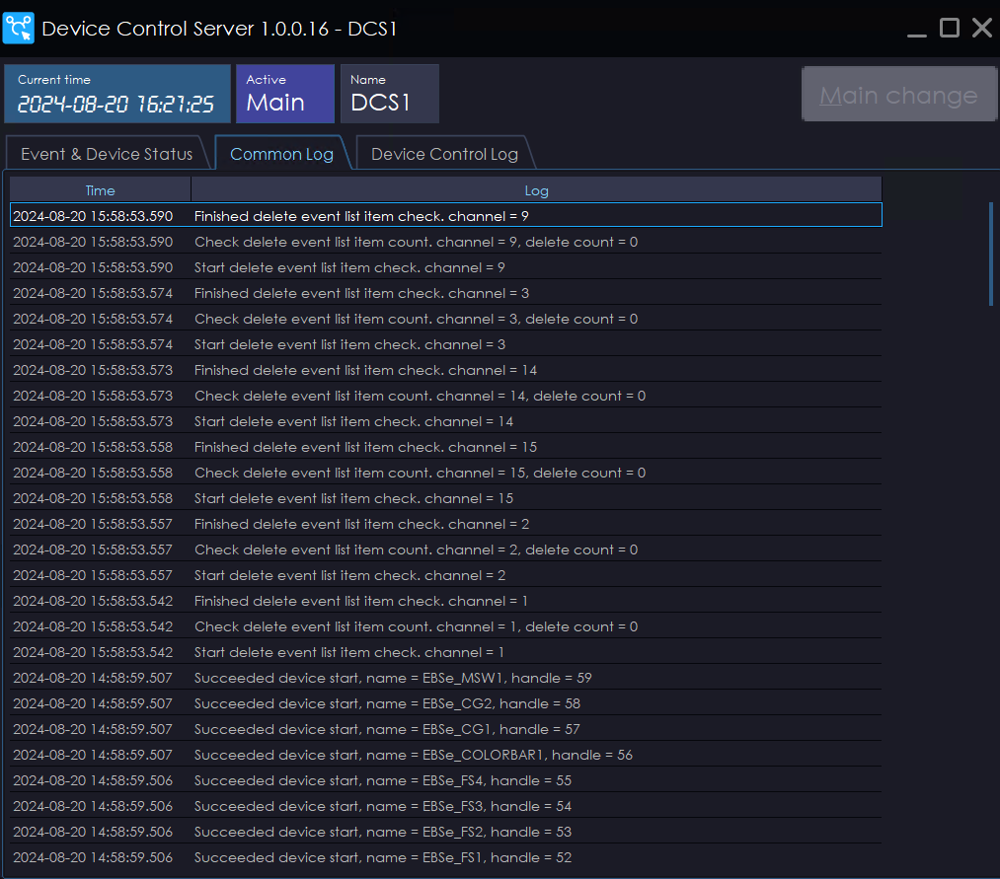 Device Control Server 1.0.0.16 - DCS1
Current time
2024-08-20 16:27:25
Active
Main
Name
DCS1
Main change
Event & Device Status
Common Log
Device Control Log
Time Log
2024-08-20 15:58:53.590 Finished delete event list item check. channel = 9
2024-08-20 15:58:53.590 Check delete event list item count. channel = 9, delete count = 0
2024-08-20 15:58:53.590 Start delete event list item check. channel = 9
2024-08-20 15:58:53.574 Finished delete event list item check. channel = 3
2024-08-20 15:58:53.574 Check delete event list item count. channel = 3, delete count = 0
2024-08-20 15:58:53.574 Start delete event list item check. channel = 3
2024-08-20 15:58:53.573 Finished delete event list item check. channel = 14
2024-08-20 15:58:53.573 Check delete event list item count. channel = 14, delete count = 0
2024-08-20 15:58:53.573 Start delete event list item check. channel = 14
2024-08-20 15:58:53.558 Finished delete event list item check. channel = 15
2024-08-20 15:58:53.558 Check delete event list item count. channel = 15, delete count = 0
2024-08-20 15:58:53.558 Start delete event list item check. channel = 15
2024-08-20 15:58:53.557 Finished delete event list item check. channel = 2
2024-08-20 15:58:53.557 Check delete event list item count. channel = 2, delete count = 0
2024-08-20 15:58:53.557 Start delete event list item check. channel = 2
2024-08-20 15:58:53.542 Finished delete event list item check. channel = 1
2024-08-20 15:58:53.542 Check delete event list item count. channel = 1, delete count = 0
2024-08-20 15:58:53.542 Start delete event list item check. channel = 1
2024-08-20 14:58:59.507 Succeeded device start, name = EBSe_MSW1, handle = 59
2024-08-20 14:58:59.507 Succeeded device start, name = EBSe_CG2, handle = 58
2024-08-20 14:58:59.507 Succeeded device start, name = EBSe_CG1, handle = 57
2024-08-20 14:58:59.507 Succeeded device start, name = EBSe_COLORBAR1, handle = 56
2024-08-20 14:58:59.506 Succeeded device start, name = EBSe_FS4, handle = 55
2024-08-20 14:58:59.506 Succeeded device start, name = EBSe_FS3, handle = 54
2024-08-20 14:58:59.506 Succeeded device start, name = EBSe_FS2, handle = 53
2024-08-20 14:58:59.506 Succeeded device start, name = EBSe_FS1, handle = 52